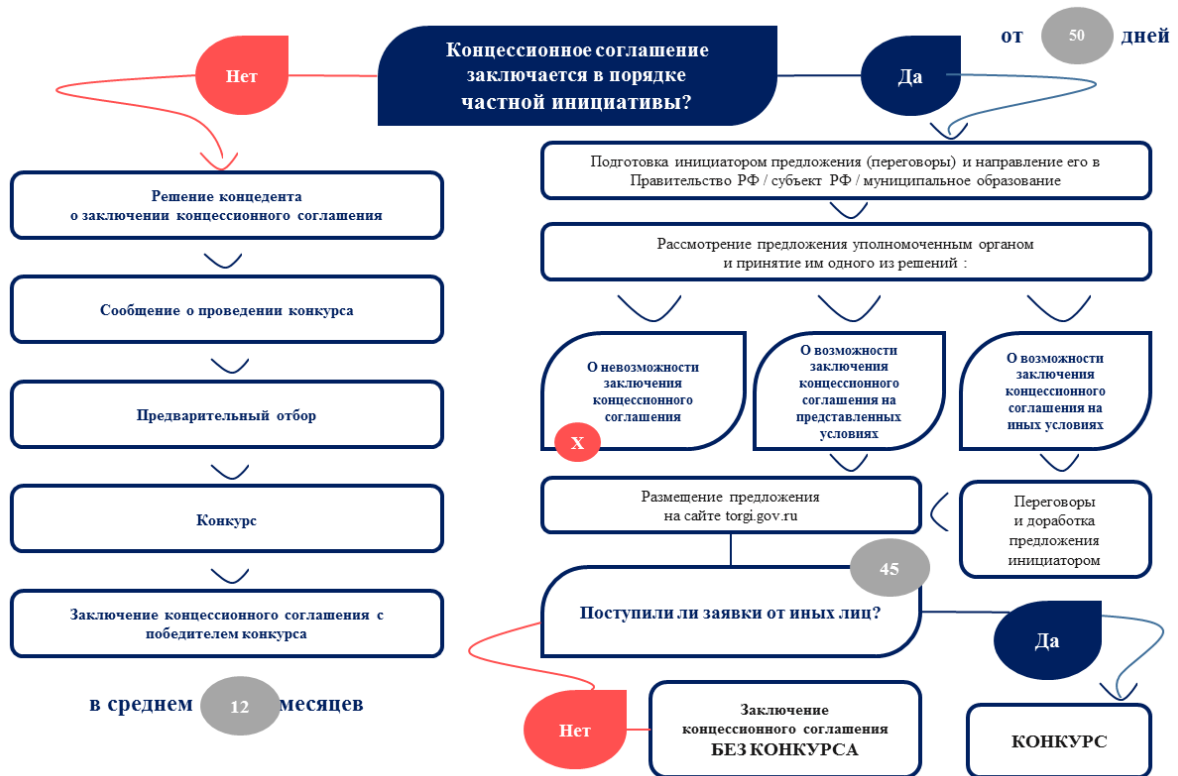 Концессионное соглашение
заключается в порядке
частной инициативы?
Нет
Да
от 50 дней
Решение концедента
о заключении концессионного соглашения
Сообщение о проведении конкурса
Предварительный отбор
Конкурс
Заключение концессионного соглашения с
победителем конкурса
в среднем 12 месяцев
Подготовка инициатором предложения (переговоры) и направление его в
Правительство РФ / субъект РФ / муниципальное образование
Рассмотрение предложения уполномоченным органом
и принятие им одного из решений :
О невозможности
заключения
концессионного
соглашения
X
О возможности
заключения
концессионного
соглашения на
представленных
условиях
О возможности
заключения
концессионного
соглашения на
иных условиях
Размещение предложения
на сайте torgi.gov.ru
Переговоры
и доработка
предложения
инициатором
45
Поступили ли заявки от иных лиц?
Да
Нет
Заключение
концессионного соглашения
БЕЗ КОНКУРСА
КОНКУРС